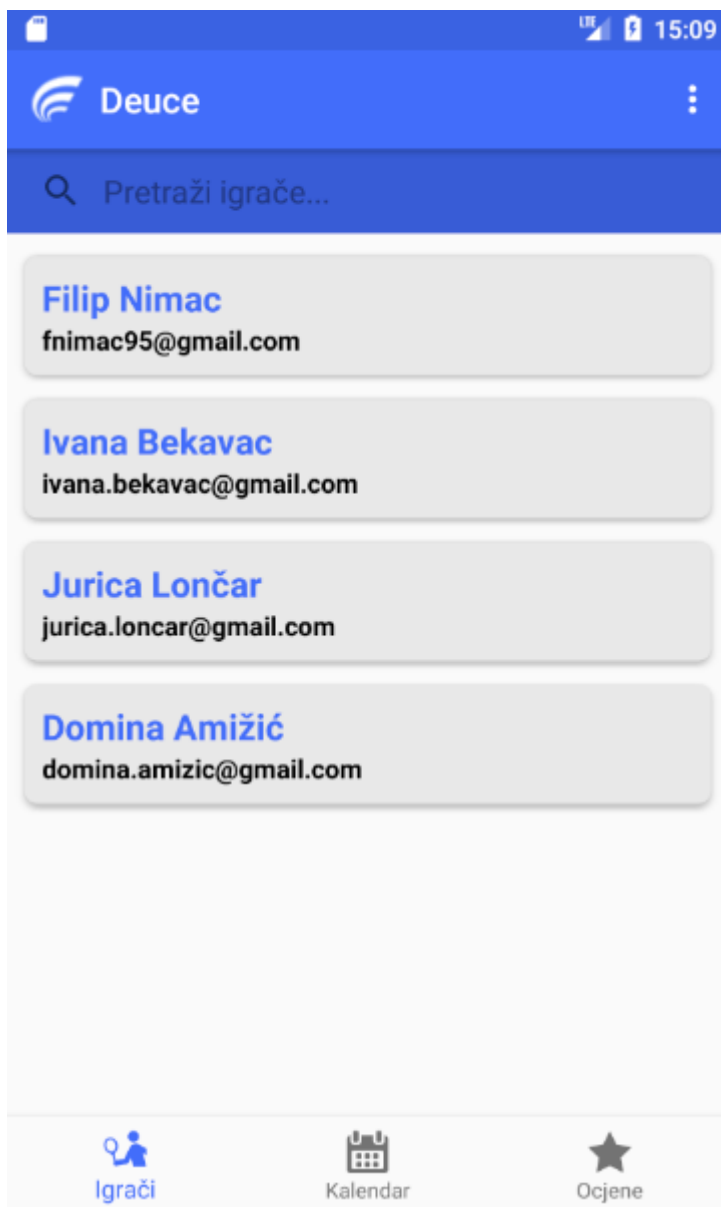 LTE 15:09
Deuce
Pretraži igrače...
Filip Nimac
fnimac95@gmail.com
Ivana Bekavac
ivana.bekavac@gmail.com
Jurica Lončar
jurica.loncar@gmail.com
Domina Amižić
domina.amizic@gmail.com
Igrači Kalendar Ocjene